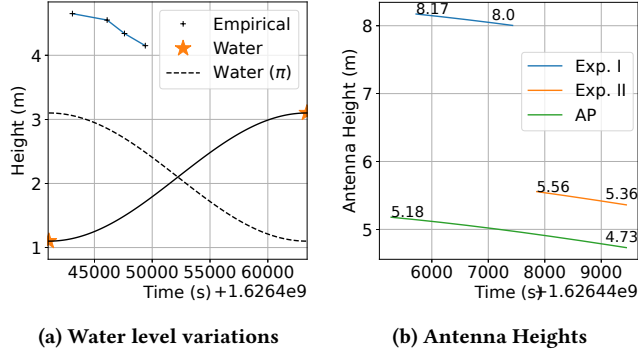 4
3
2
1
Height (m)
Empirical
Water
Water (π)
45000 50000 55000 60000
Time (s) +1.6264e9
(a) Water level variations
8
7
6
5
Antenna Height (m)
8.17
8.0
Exp. I
Exp. II
AP
5.56
5.36
5.18
4.73
6000 7000 8000 9000
Time (s)+1.62644e9
(b) Antenna Heights